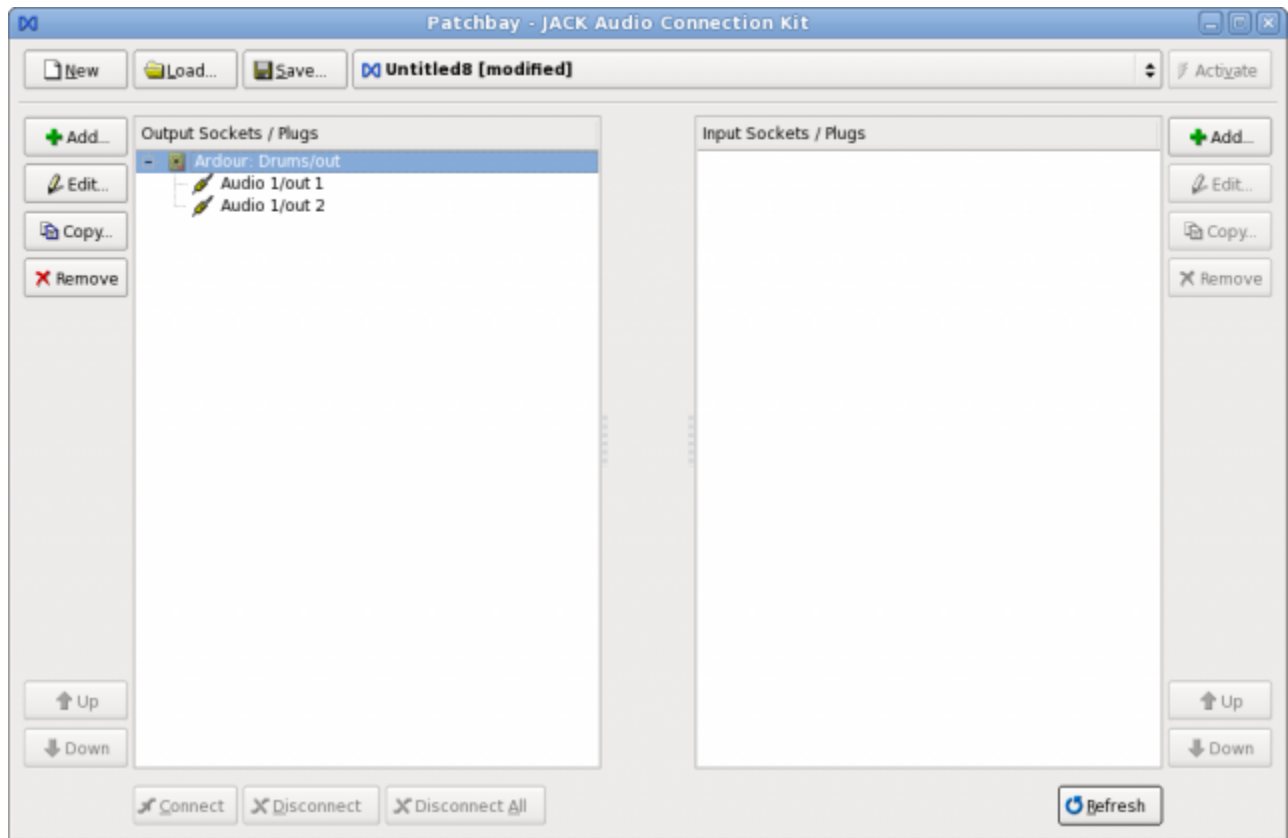 Patchbay - JACK Audio Connection Kit
New Load... Save... Untitled8 [modified] Activate
Output Sockets / Plugs
Input Sockets / Plugs
Add... Ardour: Drums/out Add...
Audio 1/out 1
Edit... Edit...
Audio 1/out 2
Copy... Copy...
Remove Remove
Up Up
Down Down
Connect Disconnect Disconnect All Refresh